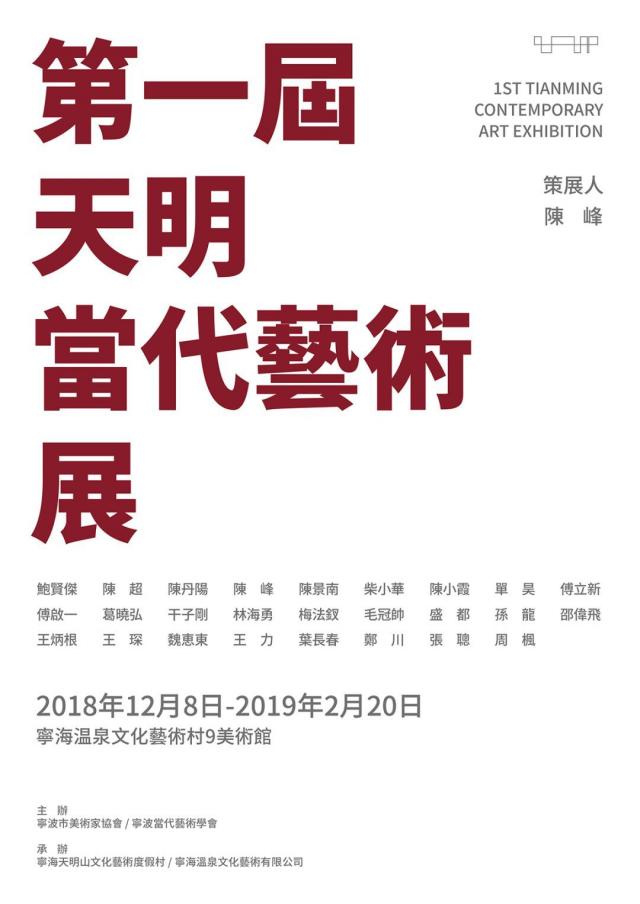 第一屆
天明
當代藝術
展
1ST TIANMING
CONTEMPORARY
ART EXHIBITION
策展人
陳　峰
鮑賢傑　陳　超　陳丹陽　陳　峰　陳景南　柴小華　陳小霞　單　昊　傅立新
傅啟一　葛曉弘　干子剛　林海勇　梅法釵　毛冠帥　盛　都　孫　龍　邵偉飛
王炳根　王　琛　魏恵東　王　力　葉長春　鄭　川　張　聰　周　楓
2018年12月8日-2019年2月20日
寧海温泉文化藝術村9美術館
主　辦
寧波市美術家協會 / 寧波當代藝術學會
承　辦
寧海天明山文化藝術度假村 / 寧海溫泉文化藝術有限公司